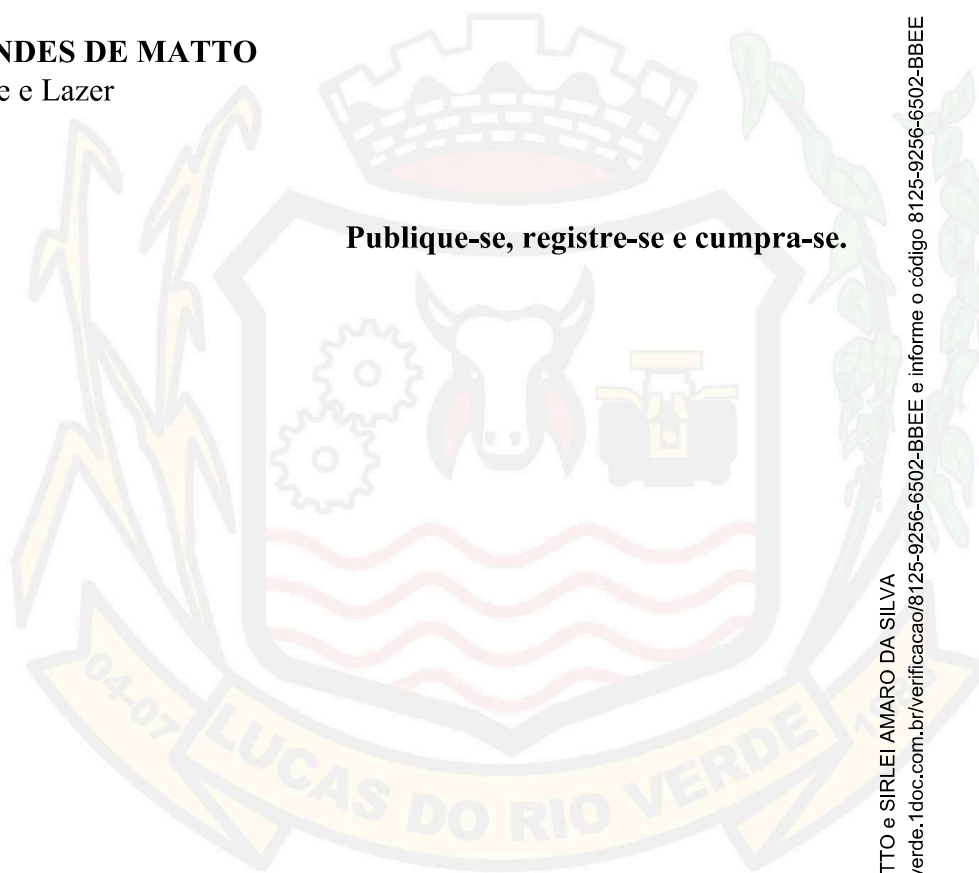 NDES DE MATTO
e e Lazer
Publique-se, registre-se e cumpra-se.
04-07
LUCAS DO RIO VERDE
TTO e SIRLEI AMARO DA SILVA
verde.1doc.com.br/verificacao/8125-9256-6502-BBEE e informe o código 8125-9256-6502-BBEE